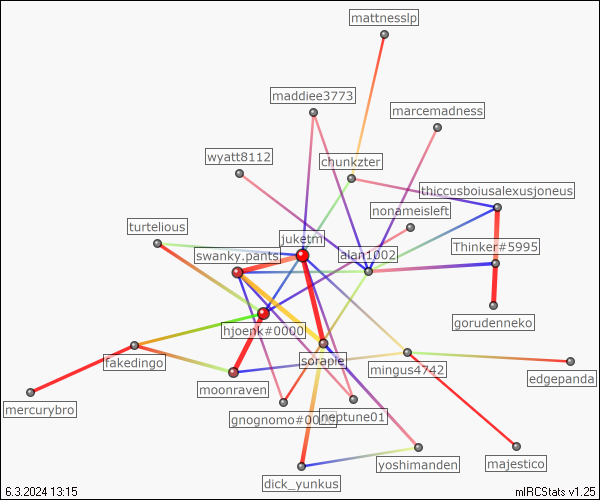 mattnesslp
maddiee3773
marcemadness
wyatt8112
chunkzter
thiccusboiusalexusjoneus
nonameisleft
turtelious
juketm
Thinker#5995
swanky.pants
alan1002
gorudenneko
hjoenk#0000
sorapie
fakedingo
mingus4742
edgepanda
moonraven
mercurybro
gnognomo#000
neptune01
yoshimanden
majestico
dick_yunkus
6.3.2024 13:15
mIRCStats v1.25